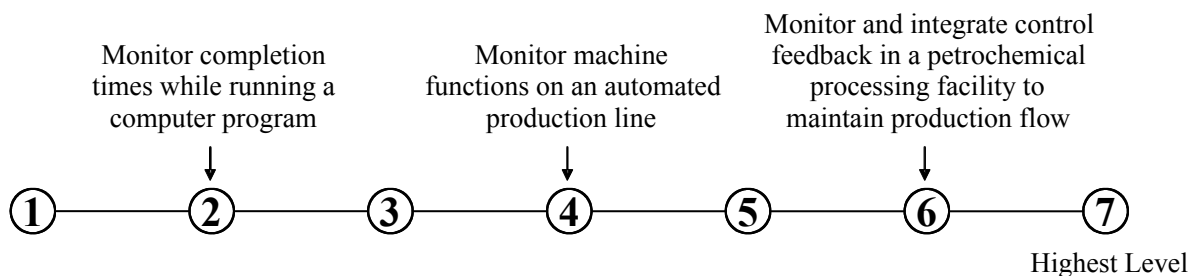 Monitor completion
times while running a
computer program
Monitor machine
functions on an automated
production line
Monitor and integrate control
feedback in a petrochemical
processing facility to
maintain production flow
1 2 3 4 5 6 7
Highest Level